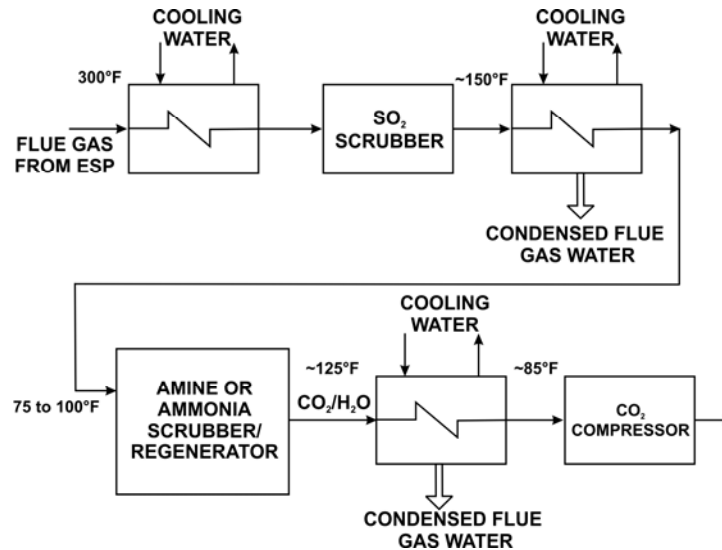 COOLING
WATER
COOLING
WATER
300°F
~150°F
SO₂
SCRUBBER
FLUE GAS
FROM ESP
CONDENSED FLUE
GAS WATER
COOLING
WATER
~125°F
~85°F
75 to 100°F
AMINE OR
AMMONIA
SCRUBBER/
REGENERATOR
CO₂/H₂O
CO₂
COMPRESSOR
CONDENSED FLUE
GAS WATER